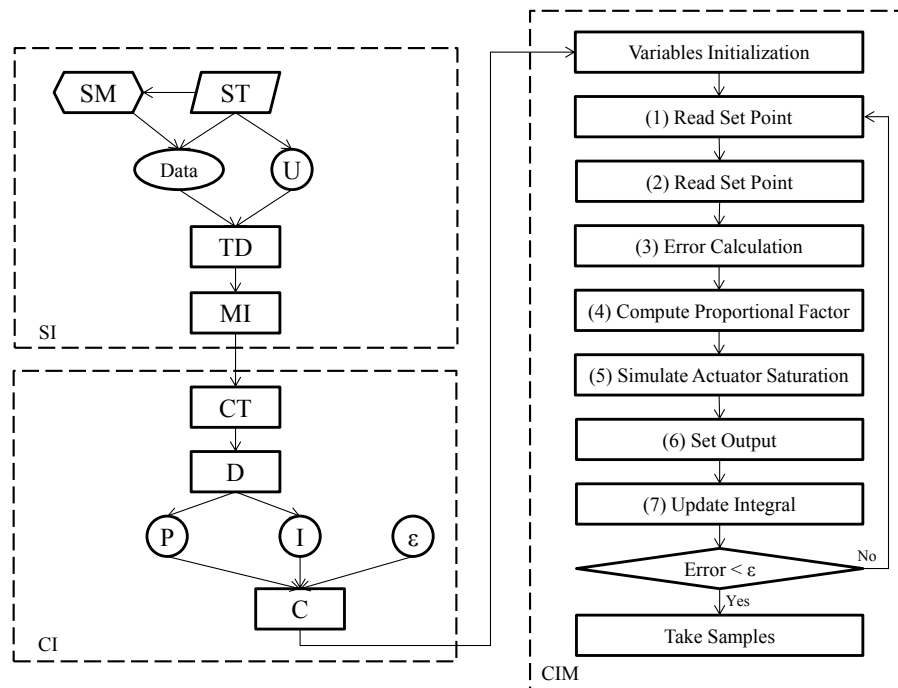 SM
ST
Data
U
TD
MI
SI
CT
D
P
I
ε
C
CI
Variables Initialization
(1) Read Set Point
(2) Read Set Point
(3) Error Calculation
(4) Compute Proportional Factor
(5) Simulate Actuator Saturation
(6) Set Output
(7) Update Integral
Error < ε
No
Yes
Take Samples
CIM